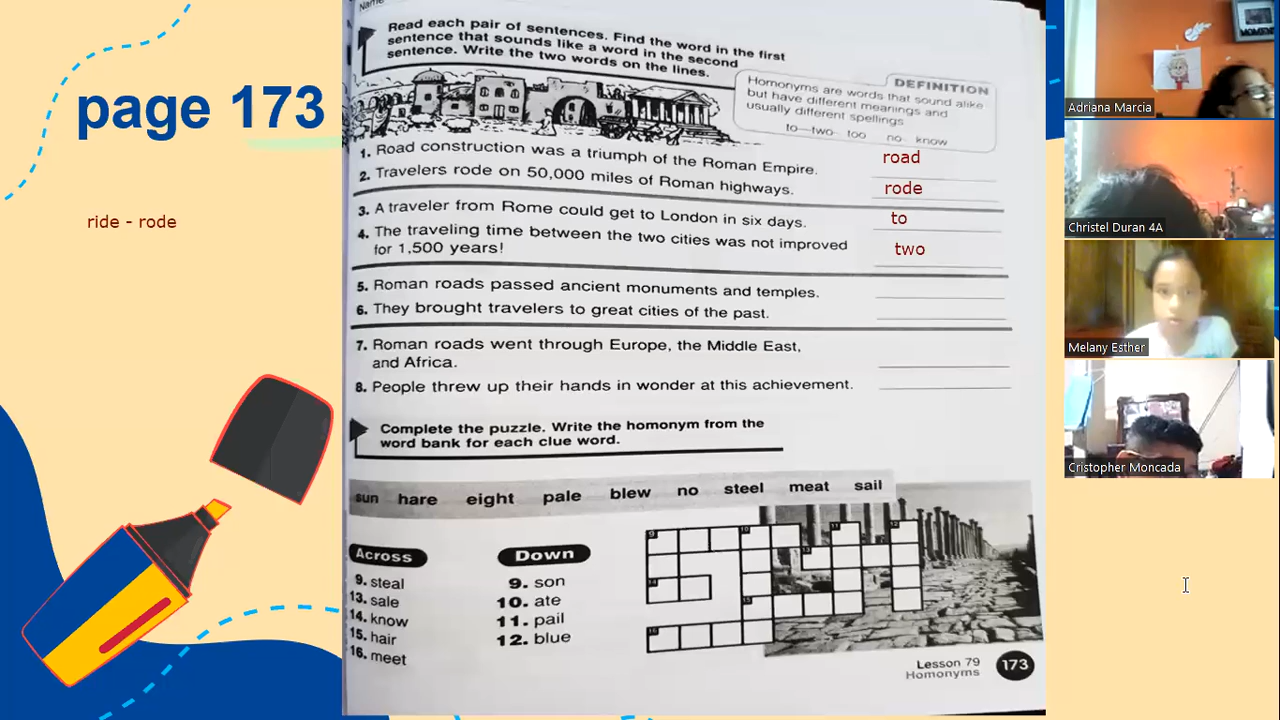 page 173
ride - rode
Name
Read each pair of sentences. Find the word in the first
sentence that sounds like a word in the second
sentence. Write the two words on the lines.
DEFINITION
Homonyms are words that sound alike
but have different meanings and
usually different spellings
to—two—too no—know
1. Road construction was a triumph of the Roman Empire.
road
2. Travelers rode on 50,000 miles of Roman highways.
rode
3. A traveler from Rome could get to London in six days.
to
4. The traveling time between the two cities was not improved
for 1,500 years!
two
5. Roman roads passed ancient monuments and temples.
6. They brought travelers to great cities of the past.
7. Roman roads went through Europe, the Middle East,
and Africa.
8. People threw up their hands in wonder at this achievement.
Complete the puzzle. Write the homonym from the
word bank for each clue word.
sun hare eight pale blew no steel meat sail
Across
9. steal
13. sale
14. know
15. hair
16. meet
Down
9. son
10. ate
11. pail
12. blue
9
10
11
12
13
14
15
16
Lesson 79
Homonyms
173
Adriana Marcia
Christel Duran 4A
Melany Esther
Cristopher Moncada